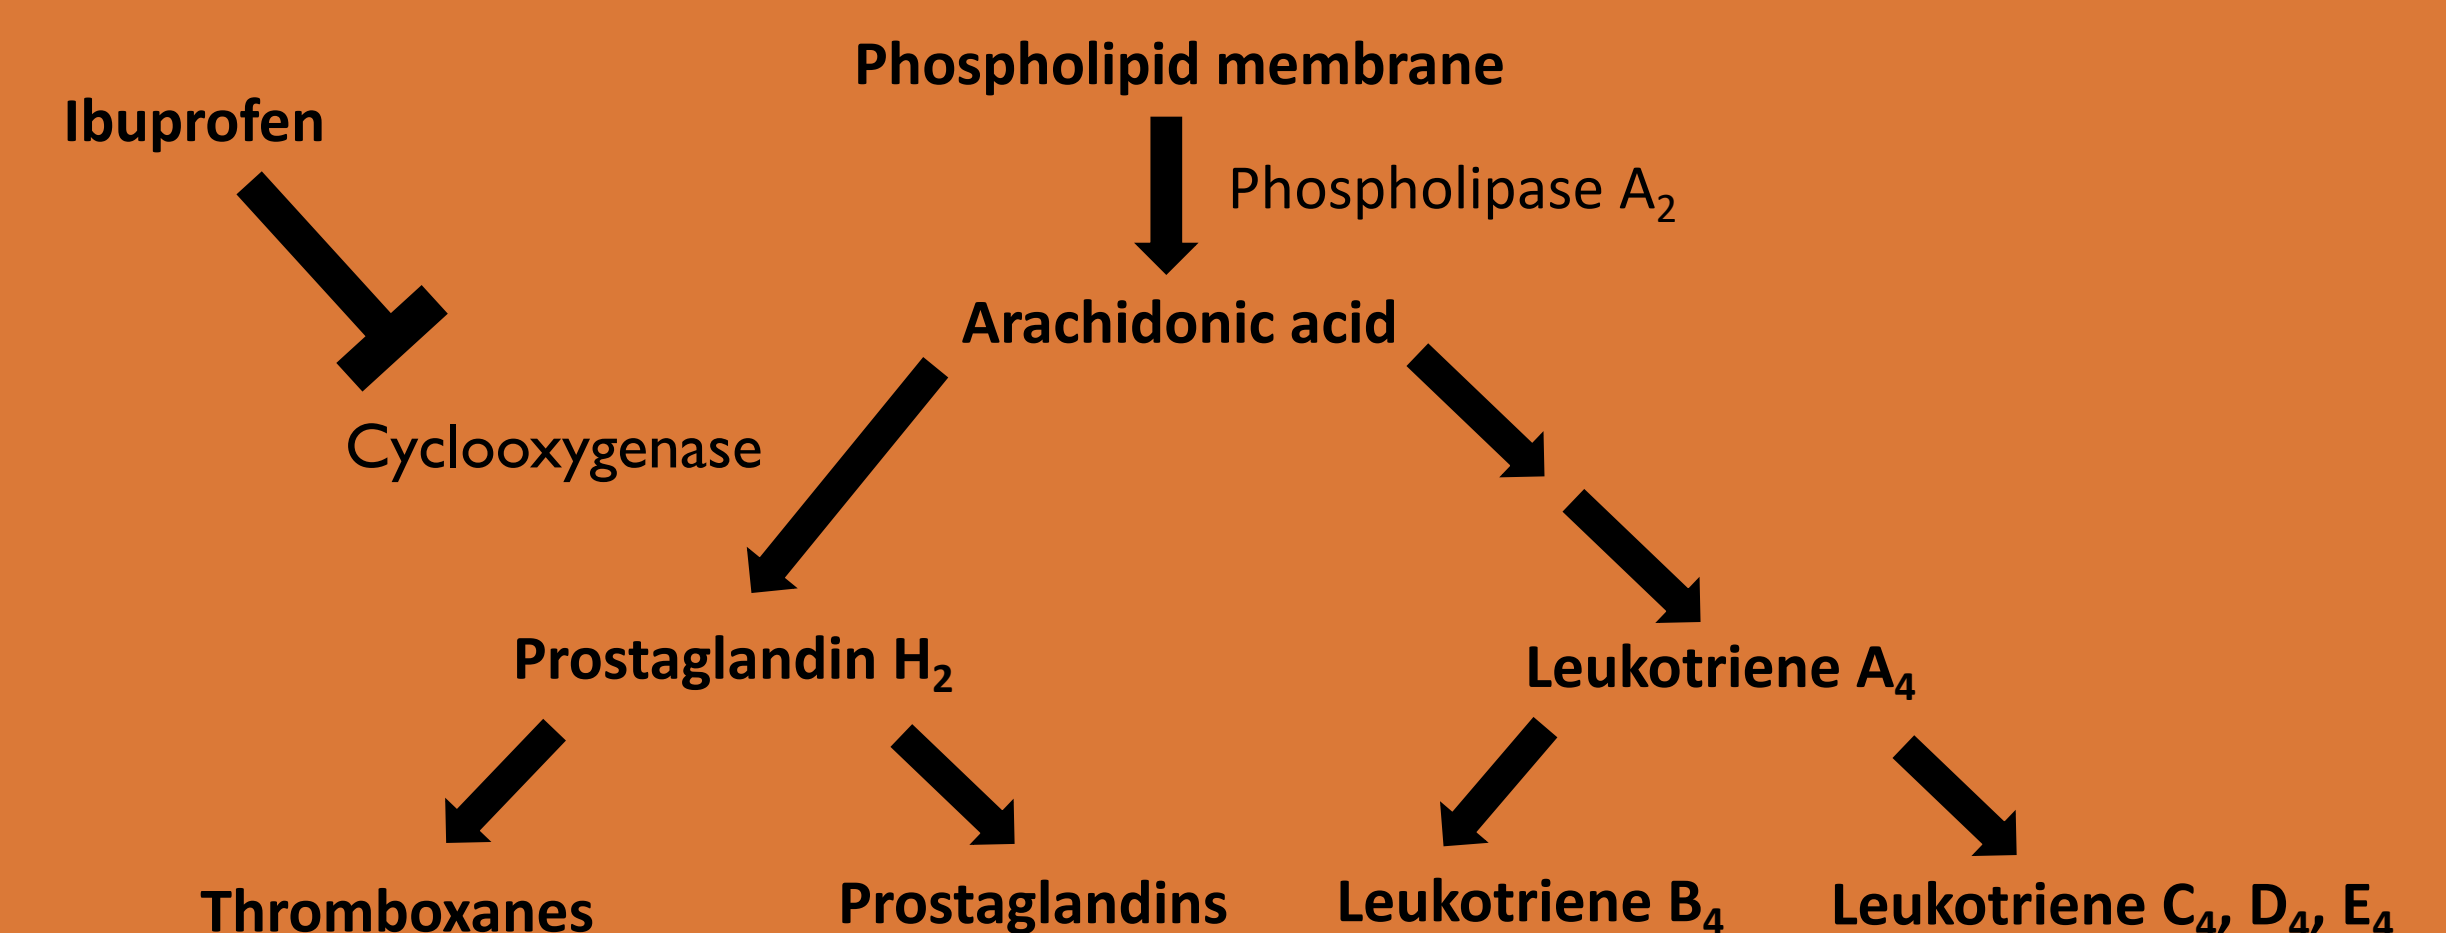 Phospholipid membrane
Ibuprofen
Phospholipase A₂
Arachidonic acid
Cyclooxygenase
Prostaglandin H₂
Leukotriene A₄
Thromboxanes
Prostaglandins
Leukotriene B₄
Leukotriene C₄, D₄, E₄